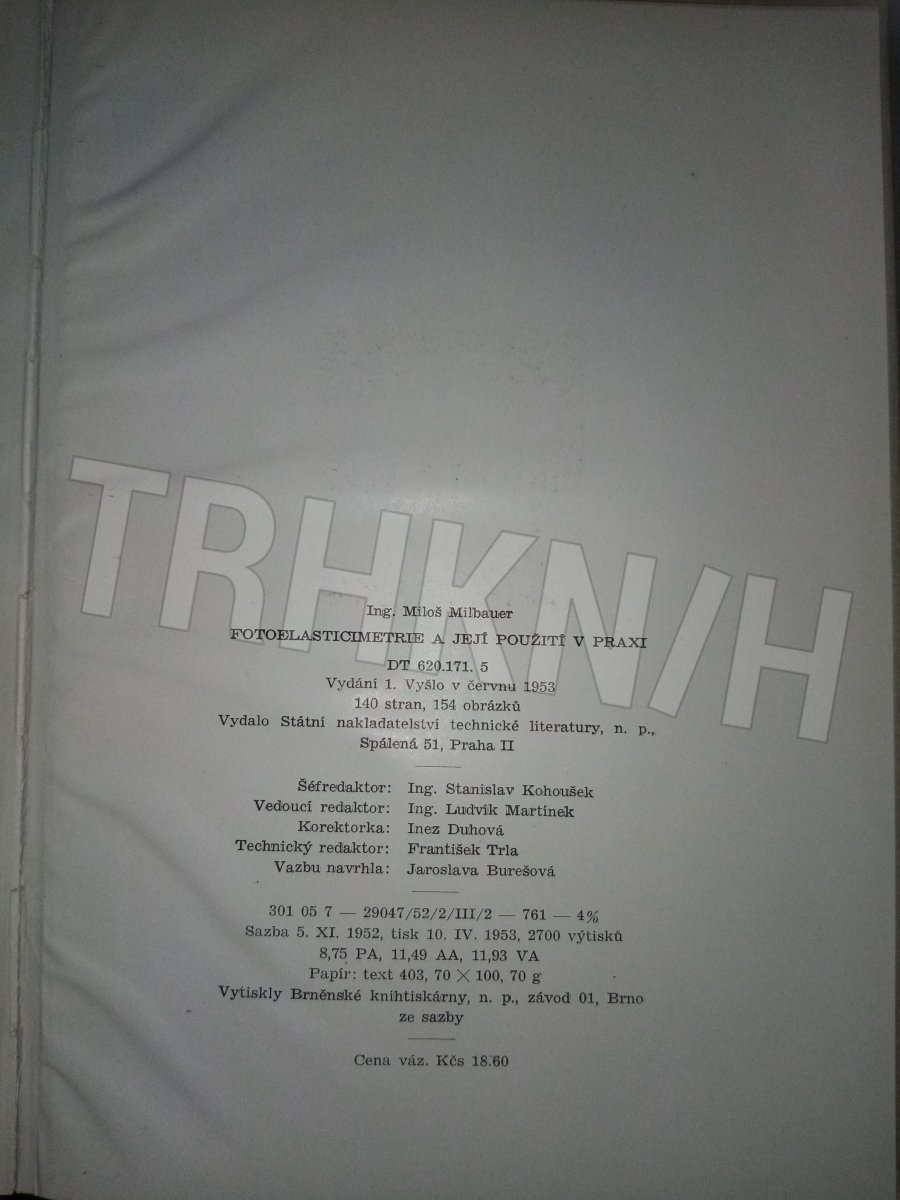 Ing. Miloš Milbauer
FOTOELASTICIMETRIE A JEJÍ POUŽITÍ V PRAXI
DT 620.171. 5
Vydání 1. Vyšlo v červnu 1953
140 stran, 154 obrázků
Vydalo Státní nakladatelství technické literatury, n. p.,
Spálená 51, Praha II
Šéfredaktor: Ing. Stanislav Kohoušek
Vedoucí redaktor: Ing. Ludvík Martínek
Korektorka: Inez Duhová
Technický redaktor: František Trla
Vazbu navrhla: Jaroslava Burešová
301 05 7 — 29047/52/2/III/2 — 761 — 4%
Sazba 5. XI. 1952, tisk 10. IV. 1953, 2700 výtisků
8,75 PA, 11,49 AA, 11,93 VA
Papír: text 403, 70 × 100, 70 g
Vytiskly Brněnské knihtiskárny, n. p., závod 01, Brno
ze sazby
Cena váz. Kčs 18.60
TRHKN/H